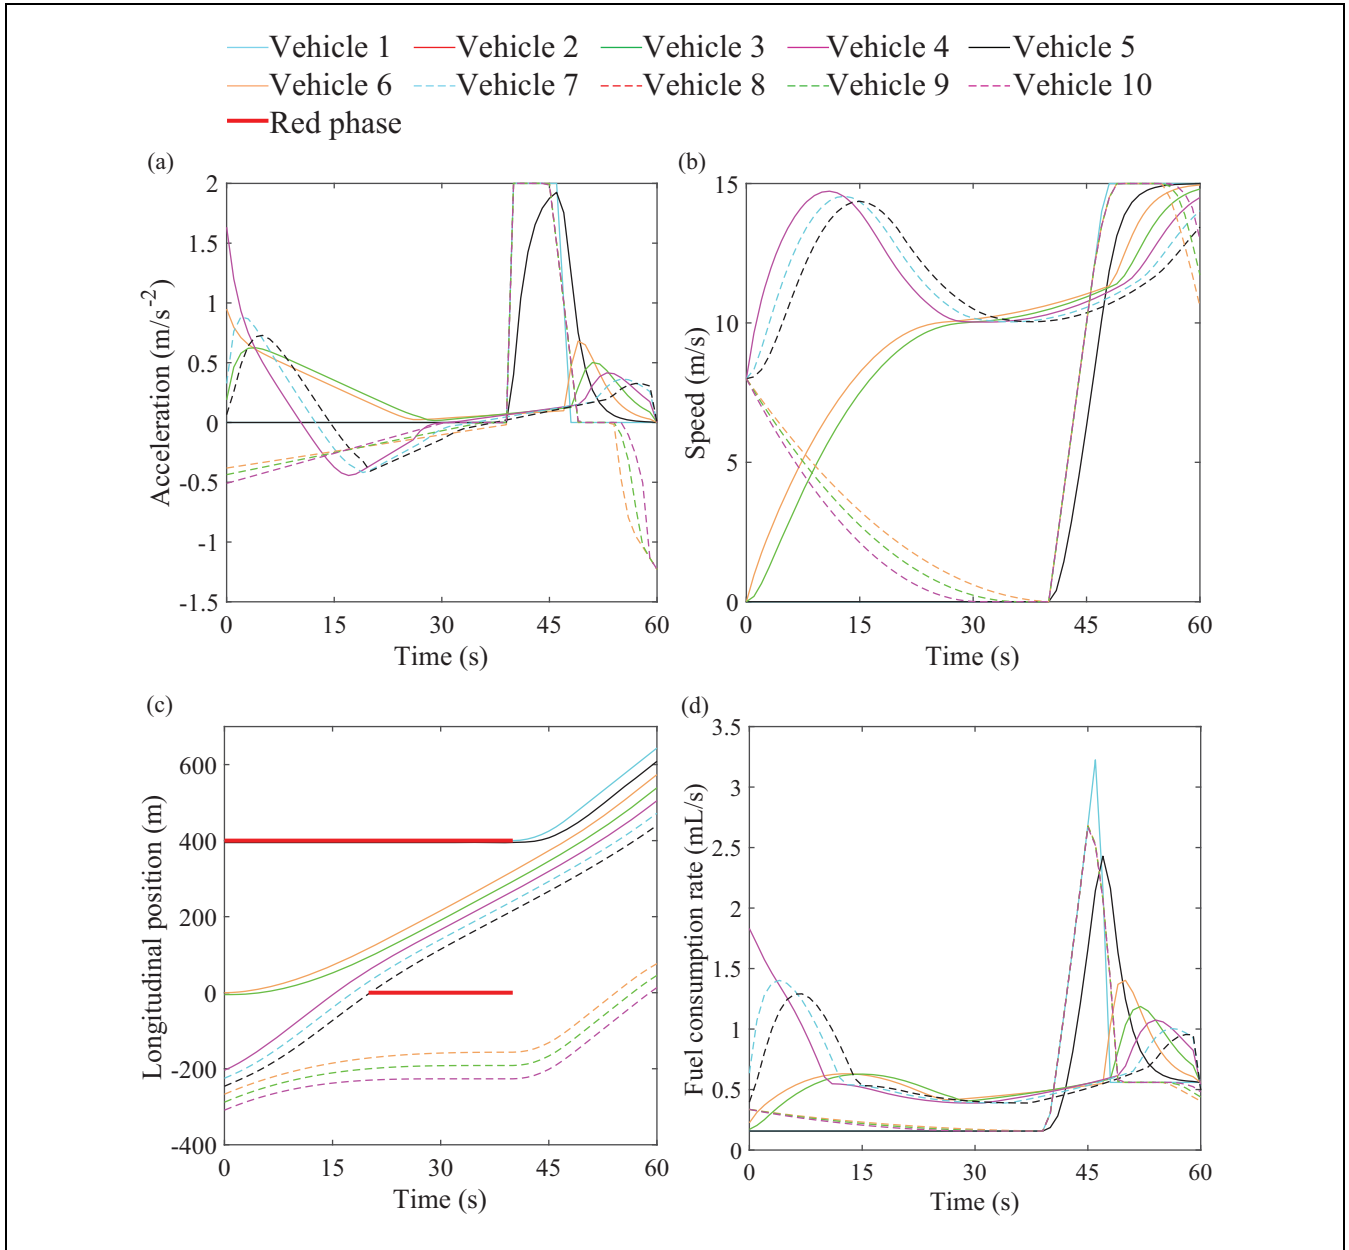 Vehicle 1 Vehicle 2 Vehicle 3 Vehicle 4 Vehicle 5
Vehicle 6 Vehicle 7 Vehicle 8 Vehicle 9 Vehicle 10
Red phase
(a)
2
1.5
1
0.5
0
-0.5
-1
-1.5
Acceleration (m/s⁻²)
0 15 30 45 60
Time (s)
(b)
15
10
5
0
Speed (m/s)
0 15 30 45 60
Time (s)
(c)
600
400
200
0
-200
-400
Longitudinal position (m)
0 15 30 45 60
Time (s)
(d)
3.5
3
2.5
2
1.5
1
0.5
0
Fuel consumption rate (mL/s)
0 15 30 45 60
Time (s)